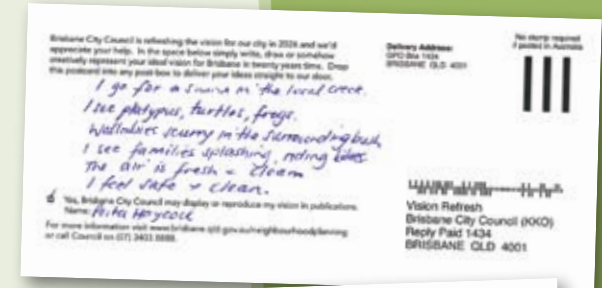 Brisbane City Council is refreshing the vision for our city in 2026 and we'd
appreciate your help. In the space below simply write, draw or somehow
creatively represent your ideal vision for Brisbane in twenty years time. Drop
this postcard into any post-box to deliver your ideas straight to our door.
I go for a swim in the local creek.
I see platypus, turtles, frogs.
Wallabies scurry in the surrounding bush
I see families splashing, riding bikes
The air is fresh + clean
I feel safe + clean.
Yes, Brisbane City Council may display or reproduce my vision in publications.
Name: Haycock
For more information visit www.brisbane.qld.gov.au/neighbourhoodplanning
or call Council on (07) 3403 8888.
Delivery Address:
GPO Box 1434
BRISBANE QLD 4001
No stamp required
if posted in Australia
Vision Refresh
Brisbane City Council (KKO)
Reply Paid 1434
BRISBANE QLD 4001